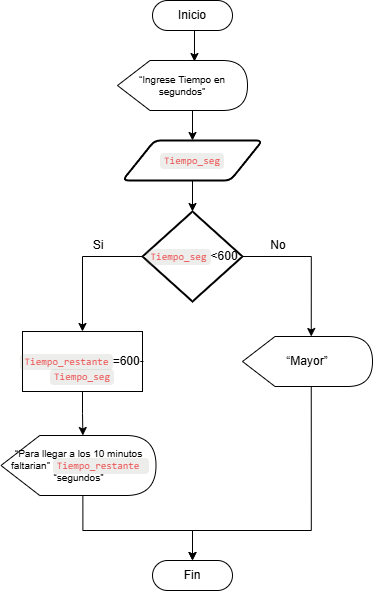 Inicio
“Ingrese Tiempo en
segundos”
Tiempo_seg
Tiempo_seg <600
Si
No
Tiempo_restante =600-
Tiempo_seg
“Mayor”
“Para llegar a los 10 minutos
faltarian” Tiempo_restante
“segundos”
Fin